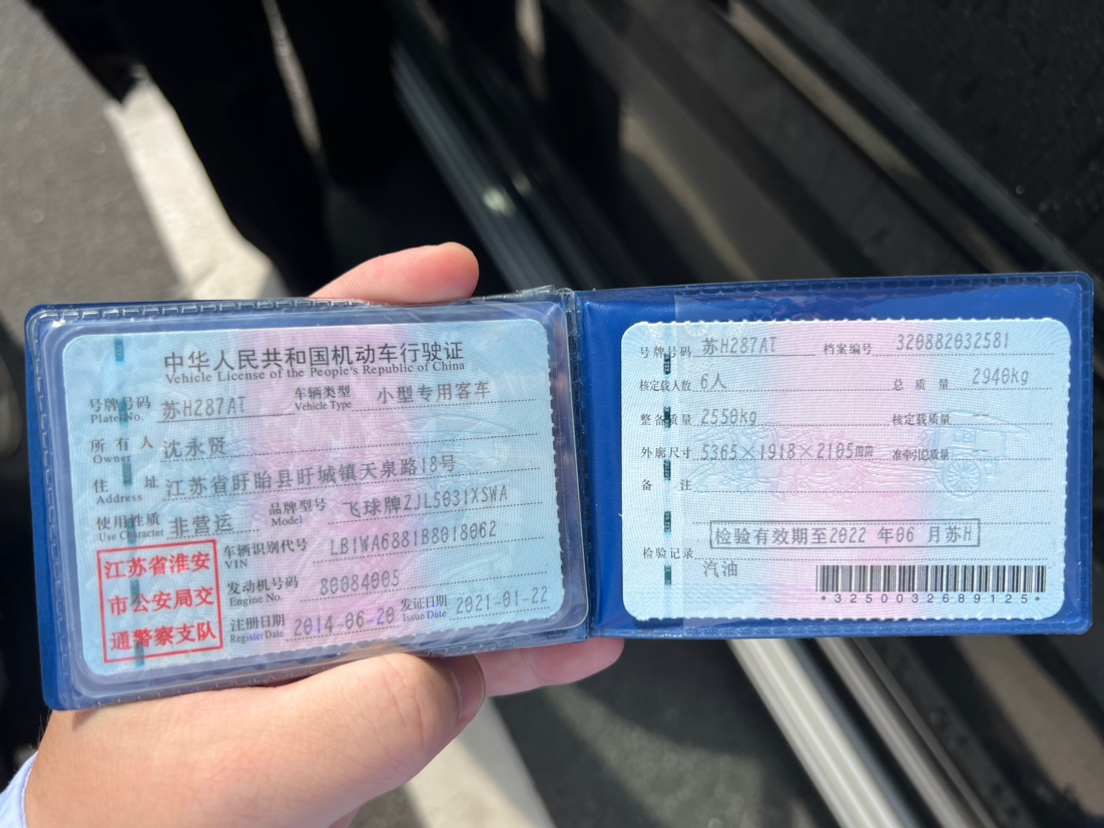 中华人民共和国机动车行驶证
Vehicle License of the People's Republic of China
号牌号码 苏H287AT 车辆类型 小型专用客车
Plate No. Vehicle Type
所有人 沈永贤
Owner
住址 江苏省盱眙县盱城镇天泉路18号
Address
使用性质 非营运 品牌型号 飞球牌ZJL5031XSWA
Use Character Model
江苏省淮安
市公安局交
通警察支队
车辆识别代号 LB1WA6881B8018062
VIN
发动机号码 80084005
Engine No.
注册日期 2014-06-20 发证日期 2021-01-22
Register Date Issue Date
号牌号码 苏H287AT 档案编号 320882032581
核定载人数 6人 总质量 2940kg
整备质量 2550kg 核定载质量 --
外廓尺寸 5365×1918×2105mm 准牵引总质量 --
备注
检验有效期至2022 年06 月苏H
检验记录
汽油
*3250032689125*